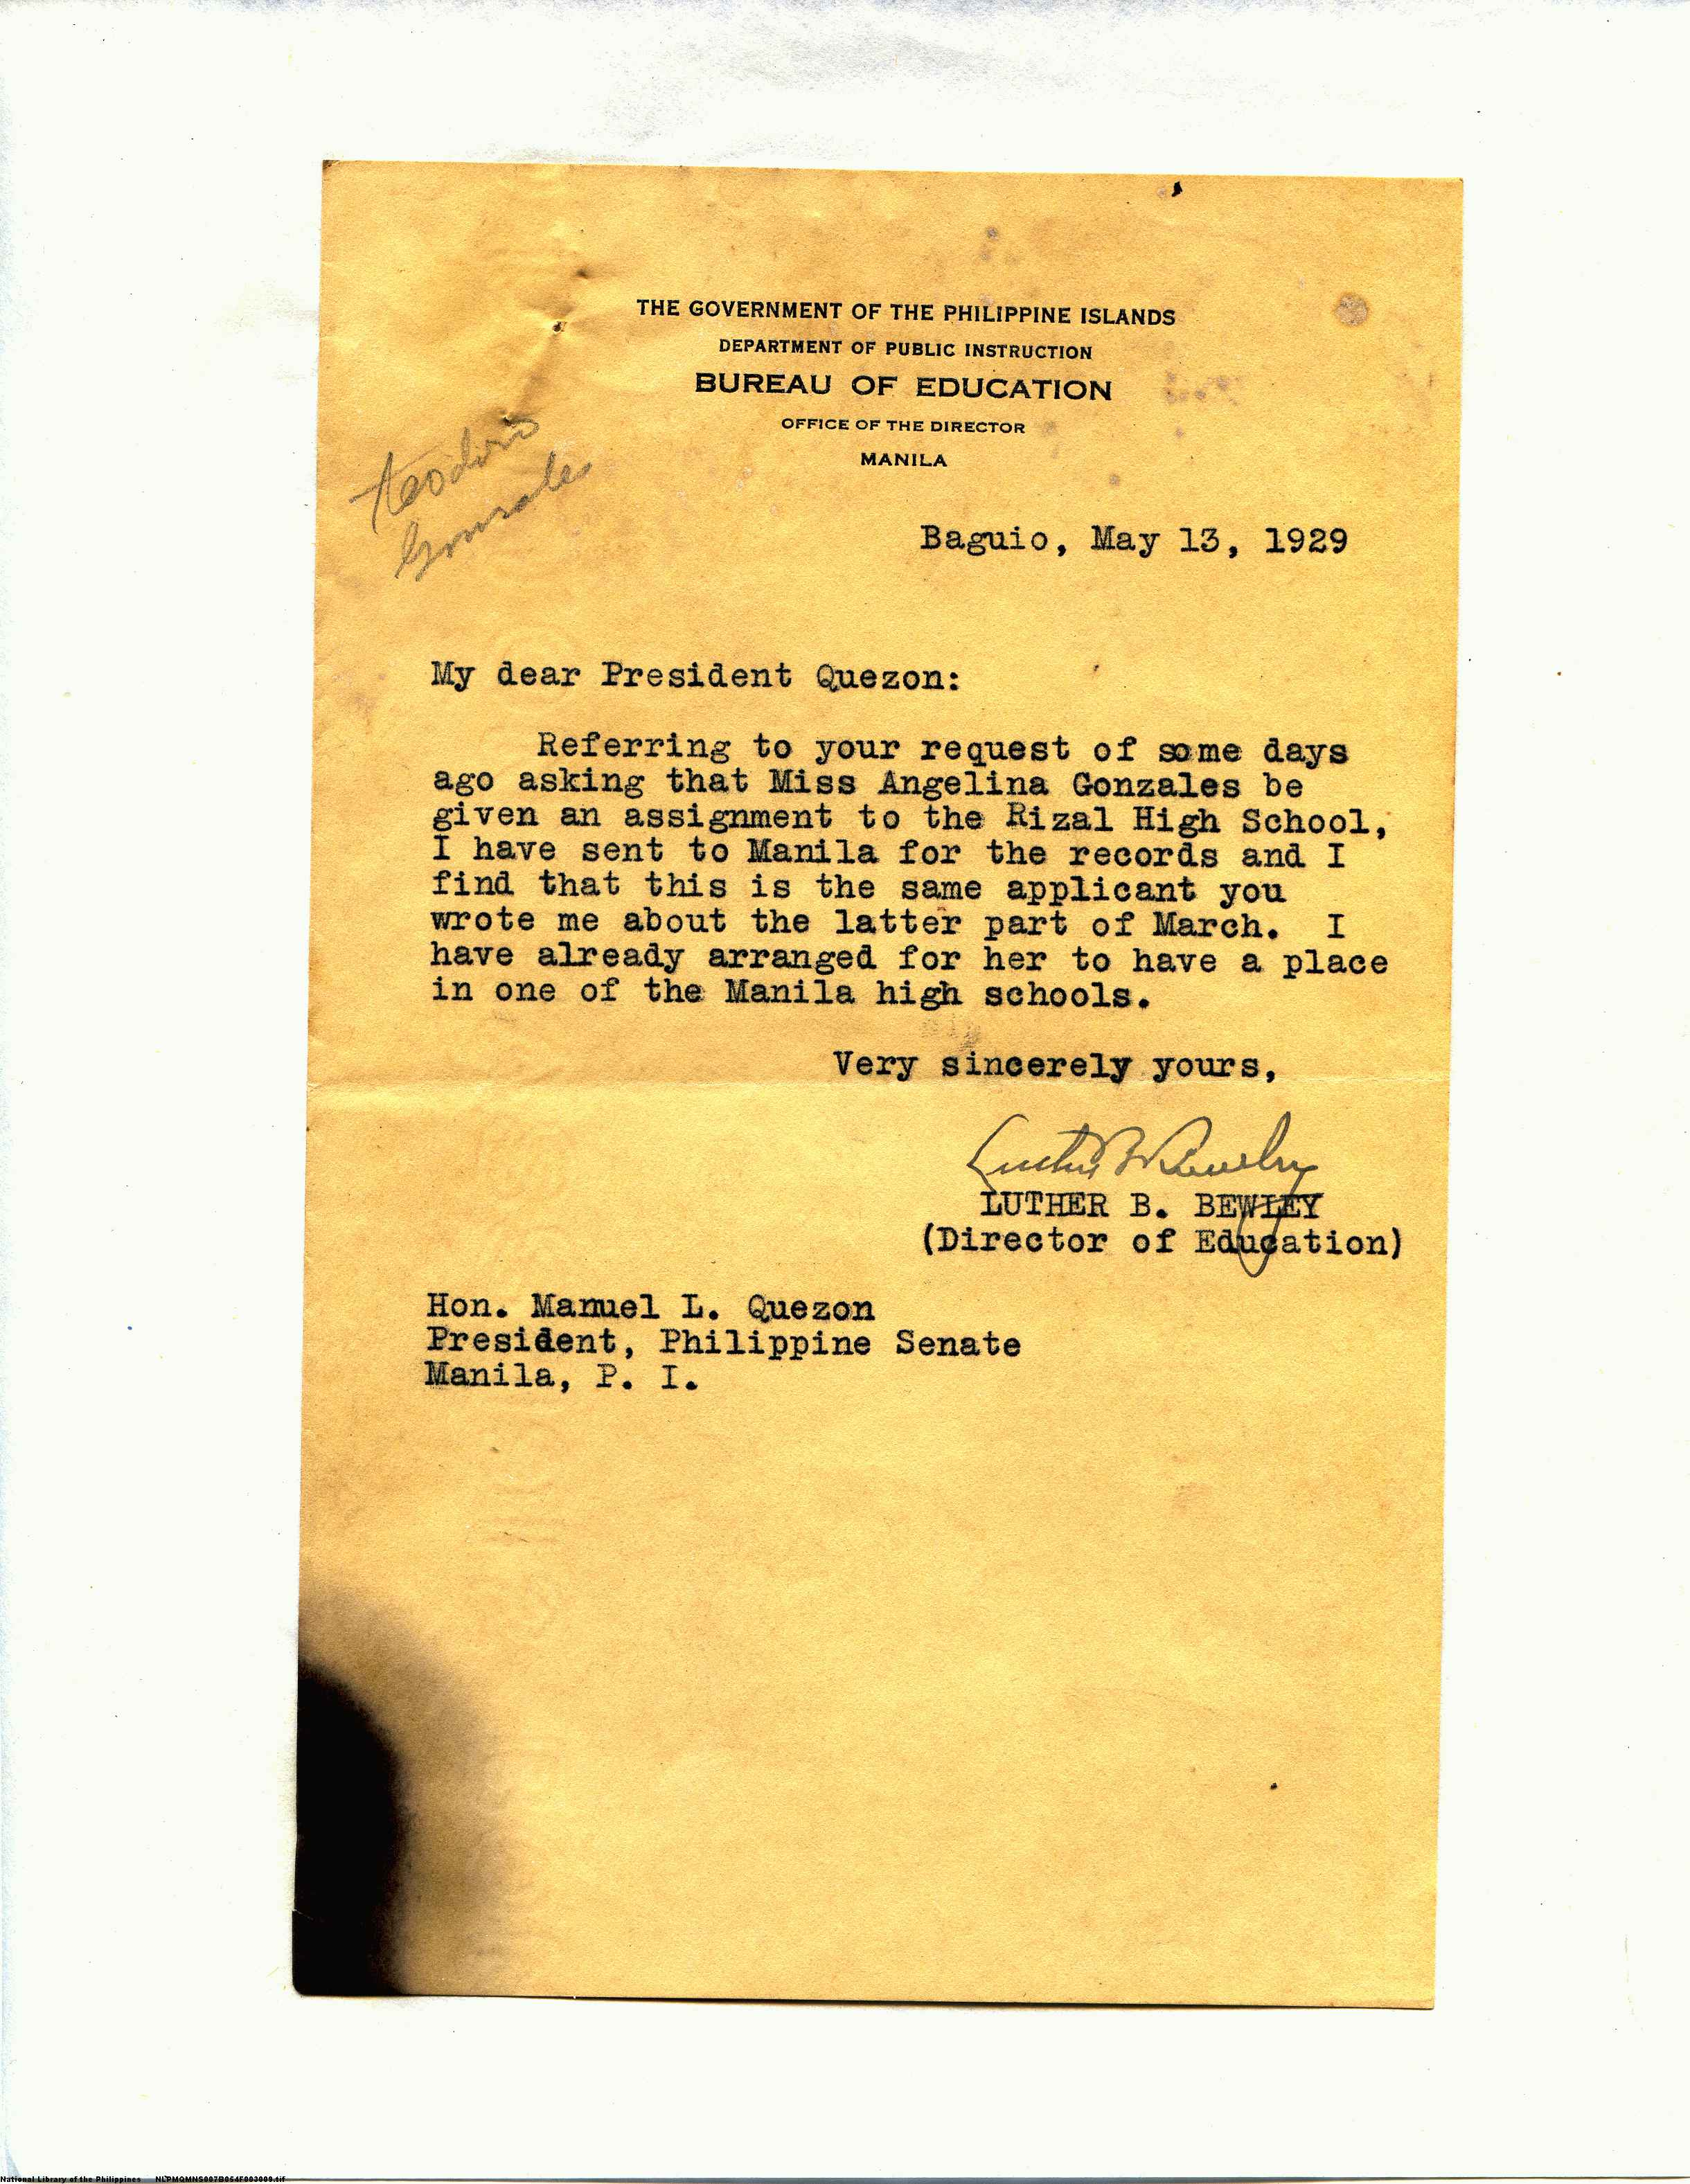 THE GOVERNMENT OF THE PHILIPPINE ISLANDS
DEPARTMENT OF PUBLIC INSTRUCTION
BUREAU OF EDUCATION
OFFICE OF THE DIRECTOR
MANILA
teodoro
Gonzales
Baguio, May 13, 1929
My dear President Quezon:
Referring to your request of some days
ago asking that Miss Angelina Gonzales be
given an assignment to the Rizal High School,
I have sent to Manila for the records and I
find that this is the same applicant you
wrote me about the latter part of March. I
have already arranged for her to have a place
in one of the Manila high schools.
Very sincerely yours,
Luther B Bewley
LUTHER B. BEWLEY
(Director of Education)
Hon. Manuel L. Quezon
President, Philippine Senate
Manila, P. I.
National Library of the Philippines